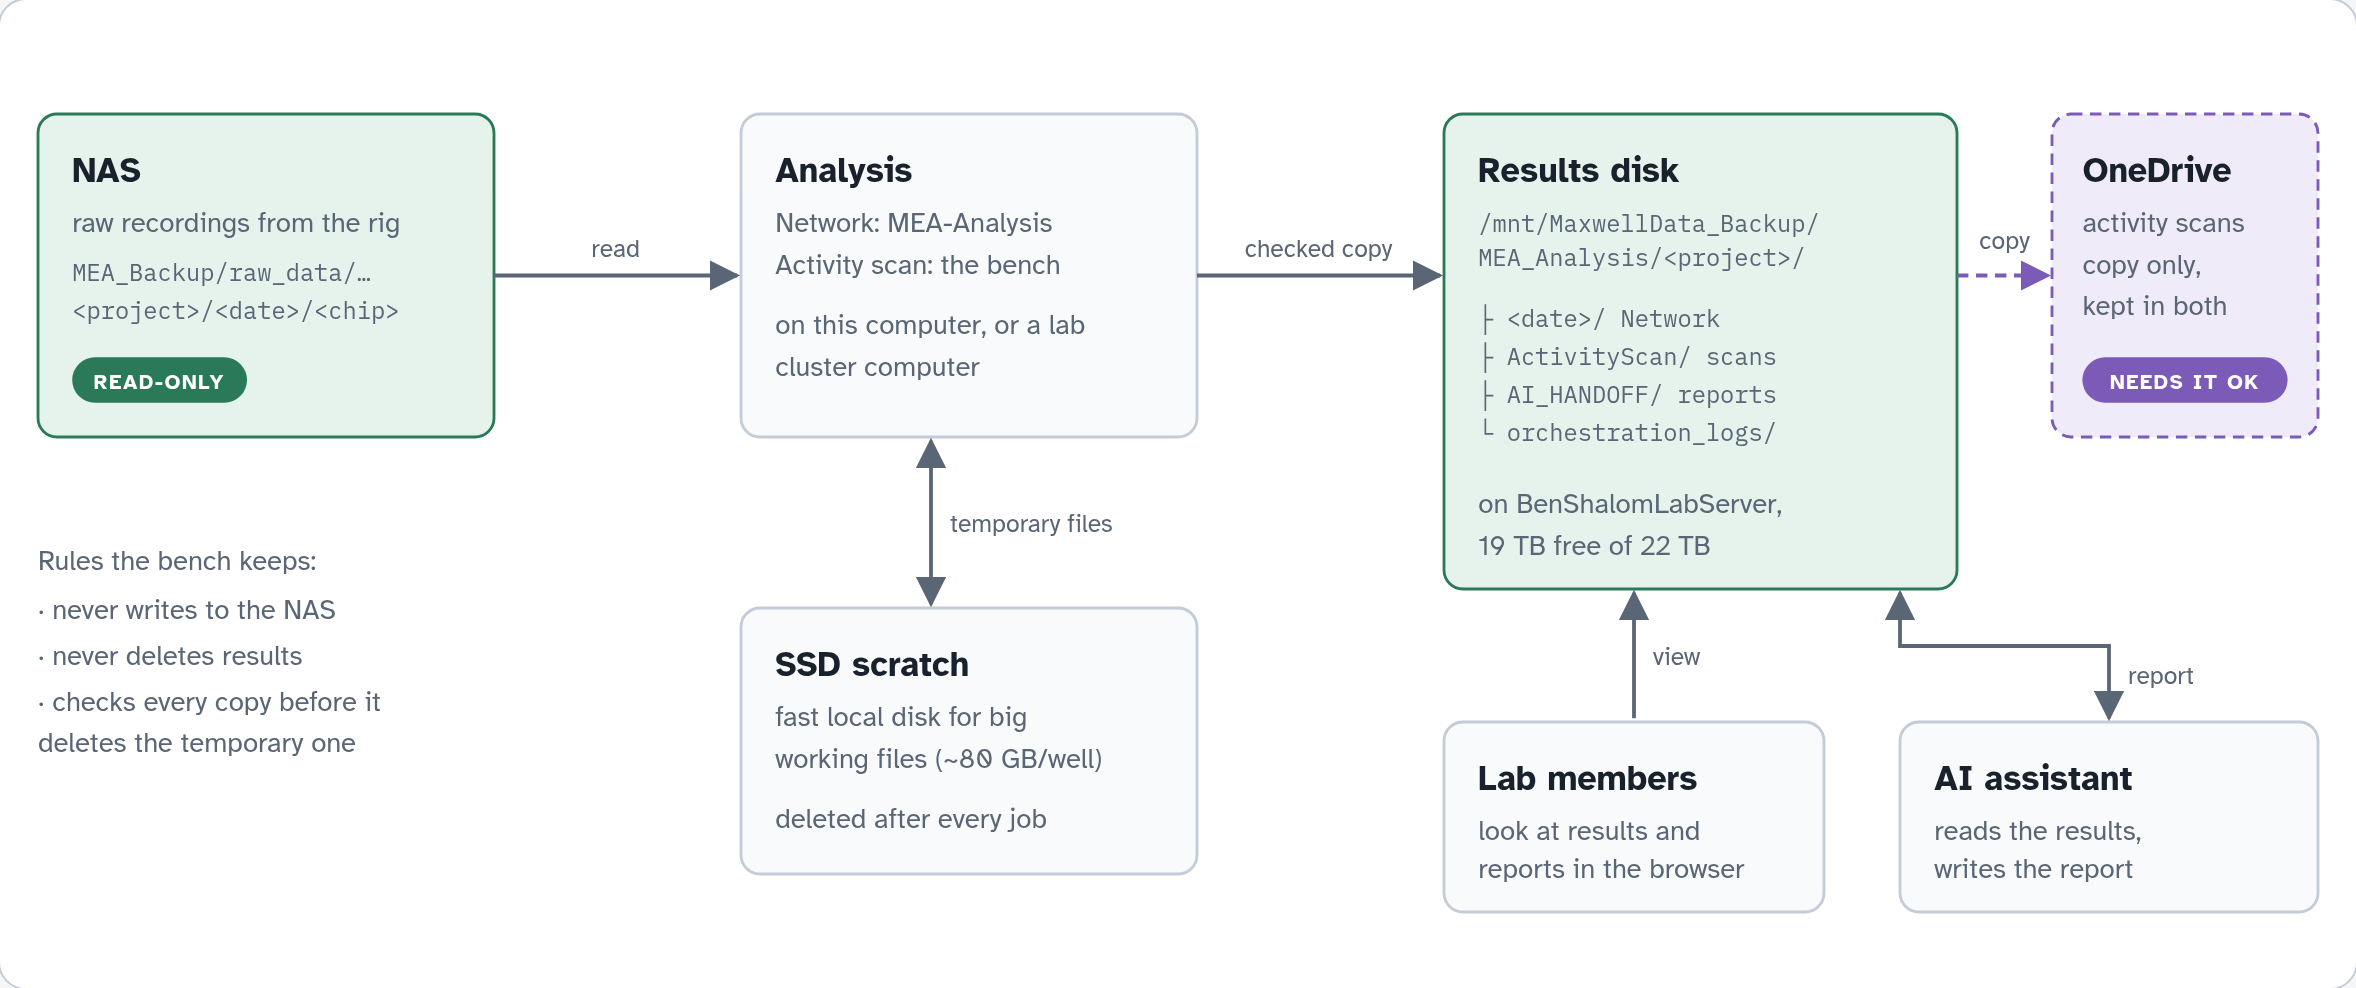 NAS
raw recordings from the rig
MEA_Backup/raw_data/…
<project>/<date>/<chip>
READ-ONLY
read
Analysis
Network: MEA-Analysis
Activity scan: the bench
on this computer, or a lab
cluster computer
checked copy
Results disk
/mnt/MaxwellData_Backup/
MEA_Analysis/<project>/
├ <date>/ Network
├ ActivityScan/ scans
├ AI_HANDOFF/ reports
└ orchestration_logs/
on BenShalomLabServer,
19 TB free of 22 TB
copy
OneDrive
activity scans
copy only,
kept in both
NEEDS IT OK
Rules the bench keeps:
· never writes to the NAS
· never deletes results
· checks every copy before it
deletes the temporary one
temporary files
SSD scratch
fast local disk for big
working files (~80 GB/well)
deleted after every job
view
report
Lab members
look at results and
reports in the browser
AI assistant
reads the results,
writes the report